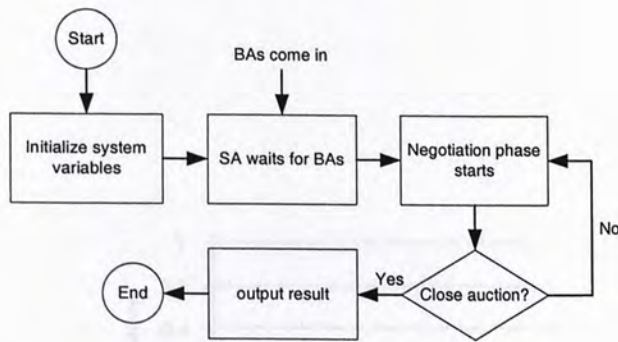 Start
BAs come in
Initialize system
variables
SA waits for BAs
Negotiation phase
starts
No
Yes
End
output result
Close auction?